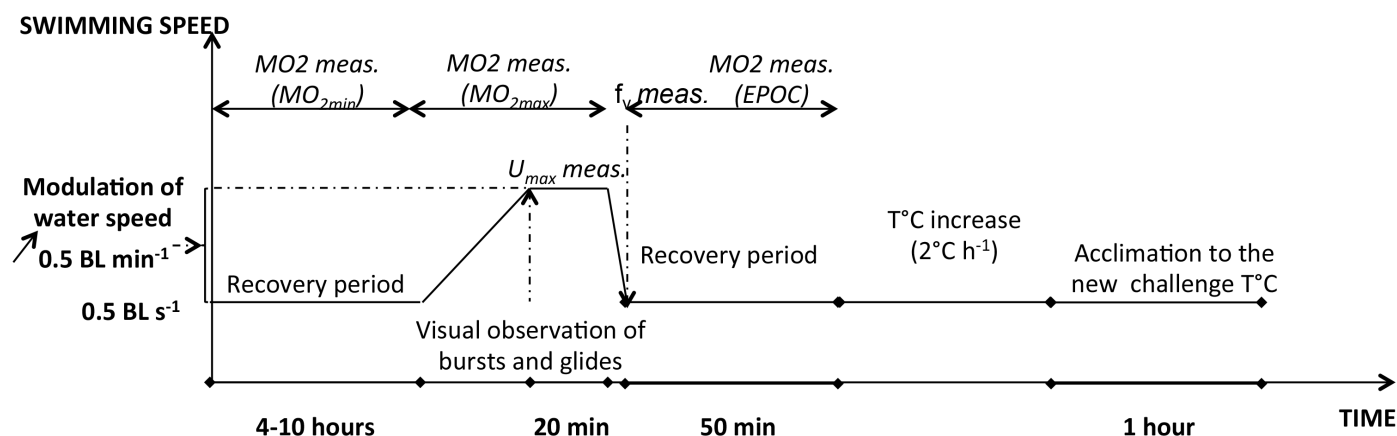 SWIMMING SPEED
MO2 meas.
(MO2min)
MO2 meas.
(MO2max)
fv meas.
MO2 meas.
(EPOC)
Umax meas.
Modulation of
water speed
0.5 BL min-1
0.5 BL s-1
Recovery period
Visual observation of
bursts and glides
Recovery period
T°C increase
(2°C h-1)
Acclimation to the
new challenge T°C
4-10 hours
20 min
50 min
1 hour
TIME